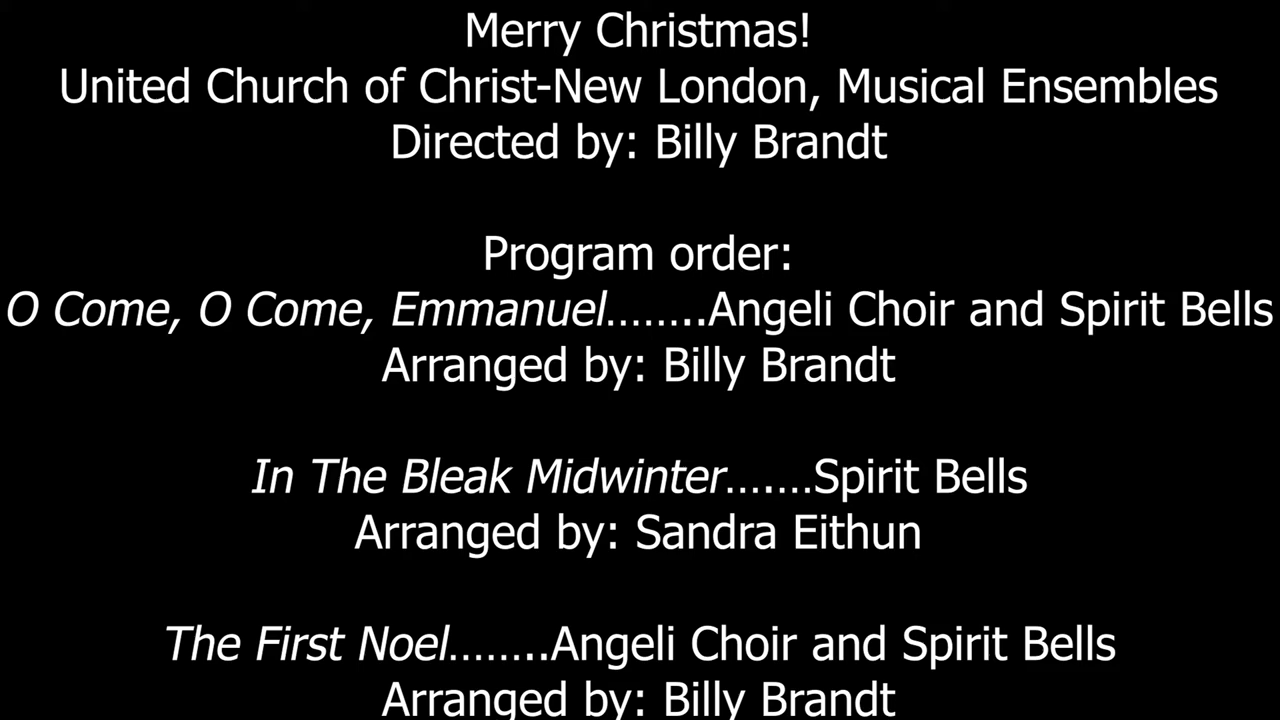 Merry Christmas!
United Church of Christ-New London, Musical Ensembles
Directed by: Billy Brandt
Program order:
O Come, O Come, Emmanuel........Angeli Choir and Spirit Bells
Arranged by: Billy Brandt
In The Bleak Midwinter.......Spirit Bells
Arranged by: Sandra Eithun
The First Noel........Angeli Choir and Spirit Bells
Arranged by: Billy Brandt